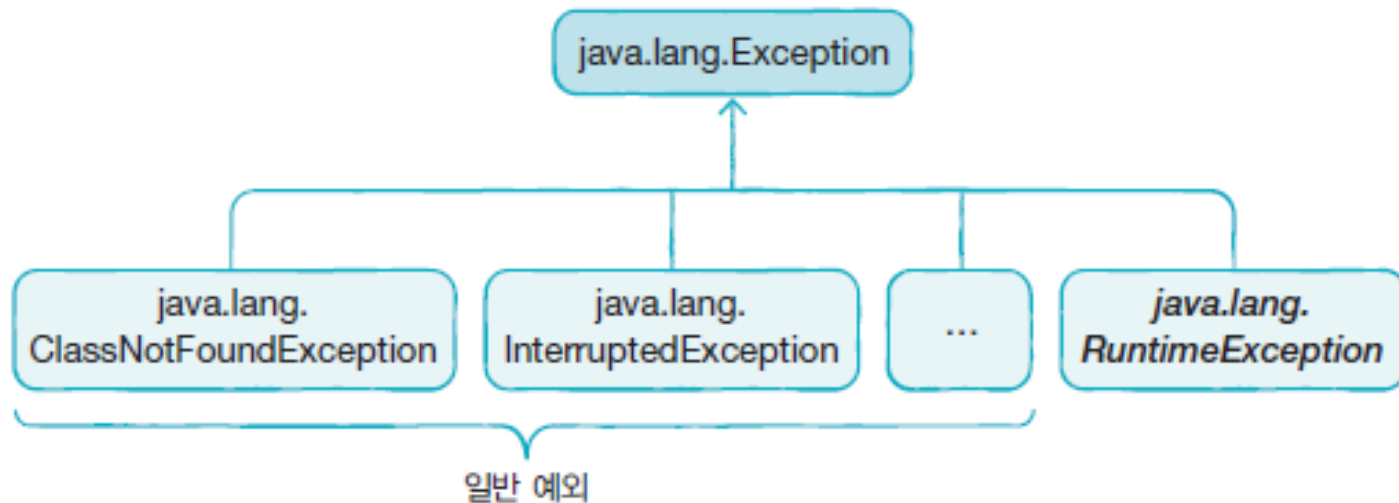 java.lang.Exception
java.lang.
ClassNotFoundException
java.lang.
InterruptedException
...
java.lang.
RuntimeException
일반 예외